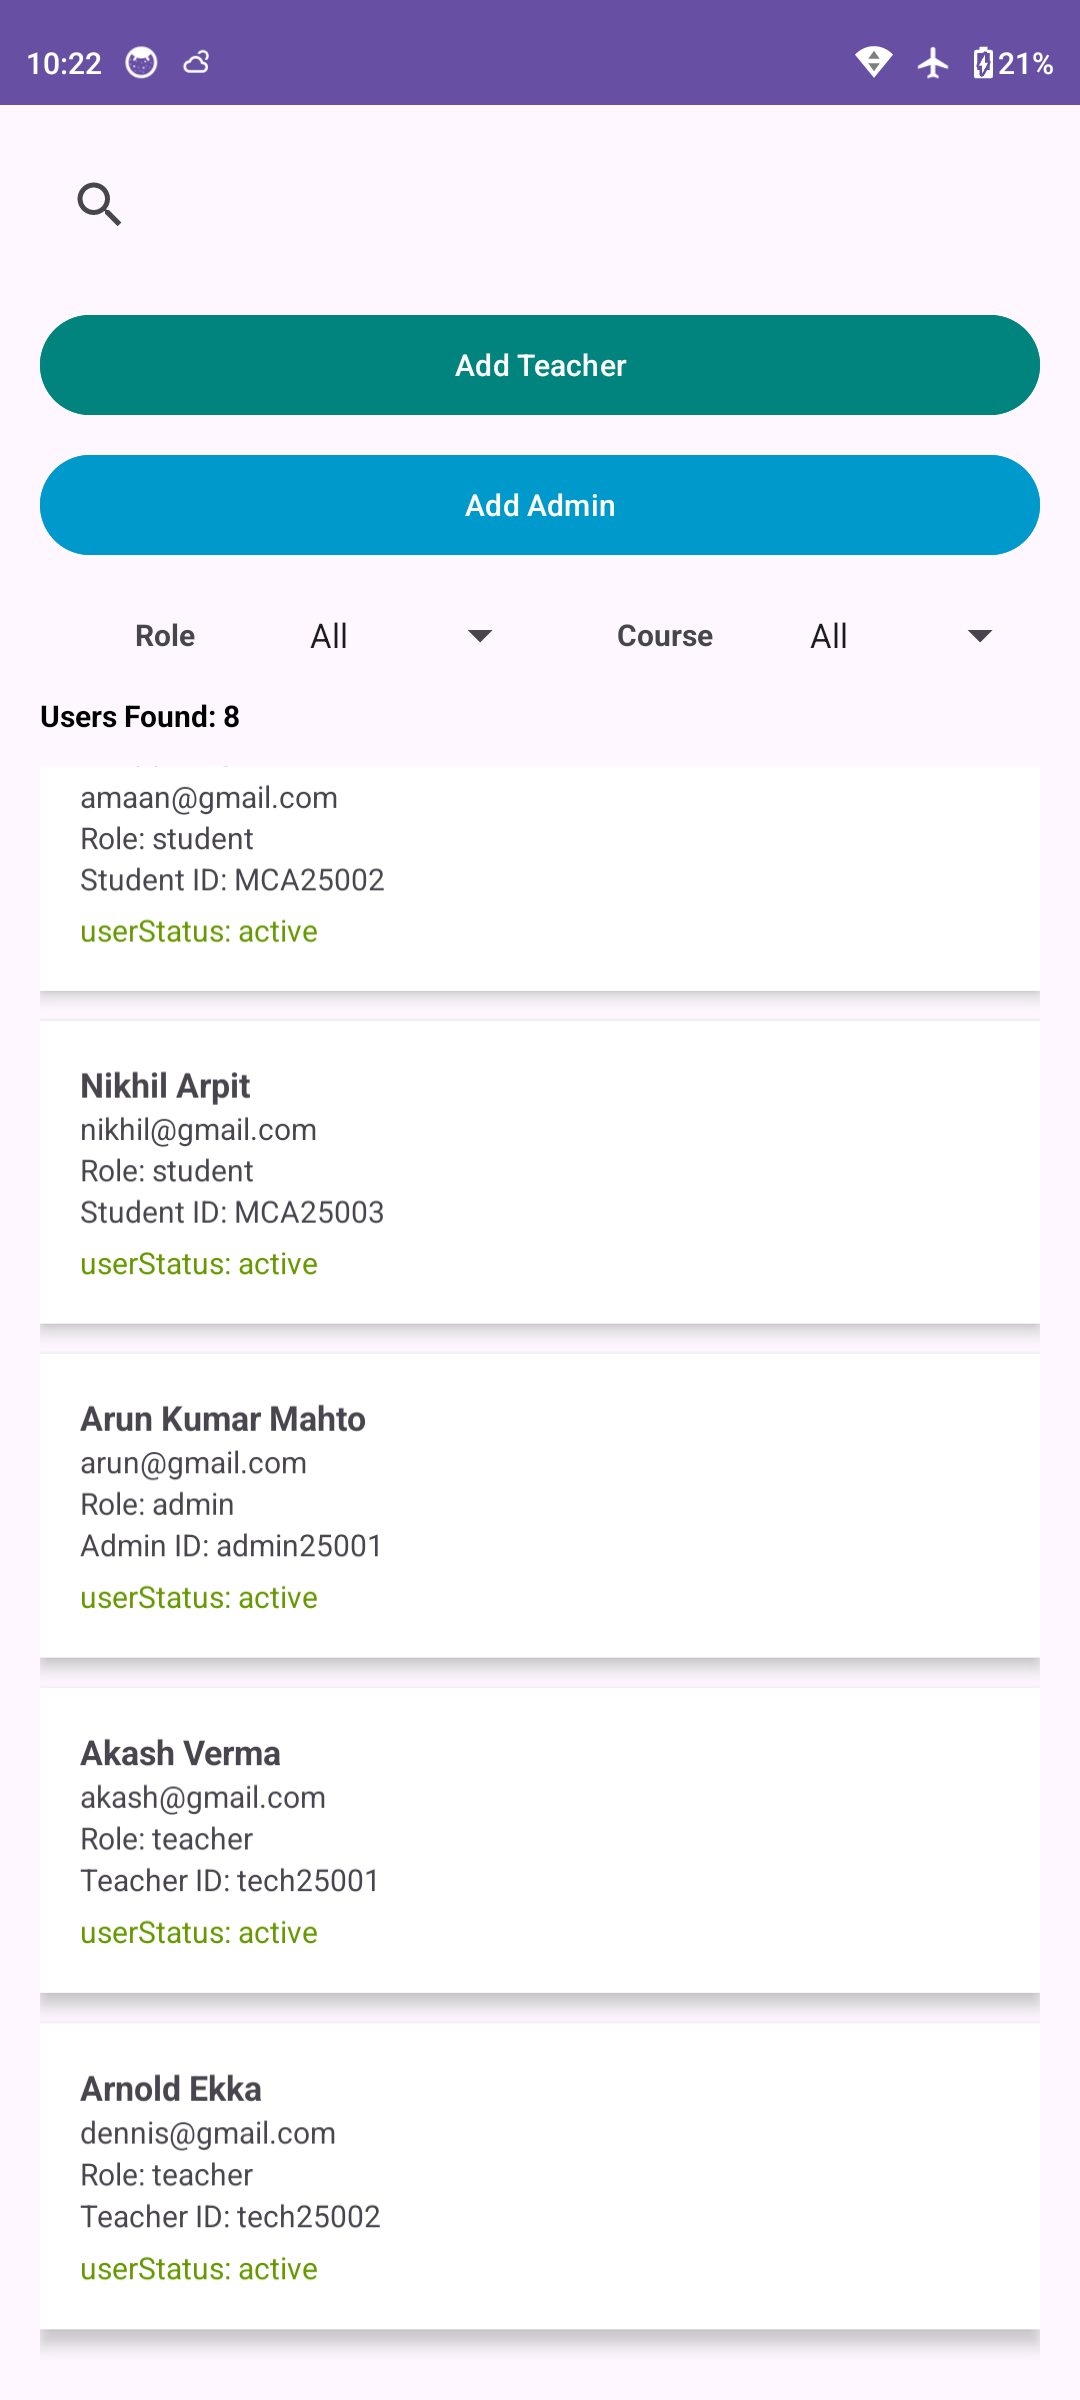 10:22
21%
Add Teacher
Add Admin
Role All Course All
Users Found: 8
amaan@gmail.com
Role: student
Student ID: MCA25002
userStatus: active
Nikhil Arpit
nikhil@gmail.com
Role: student
Student ID: MCA25003
userStatus: active
Arun Kumar Mahto
arun@gmail.com
Role: admin
Admin ID: admin25001
userStatus: active
Akash Verma
akash@gmail.com
Role: teacher
Teacher ID: tech25001
userStatus: active
Arnold Ekka
dennis@gmail.com
Role: teacher
Teacher ID: tech25002
userStatus: active